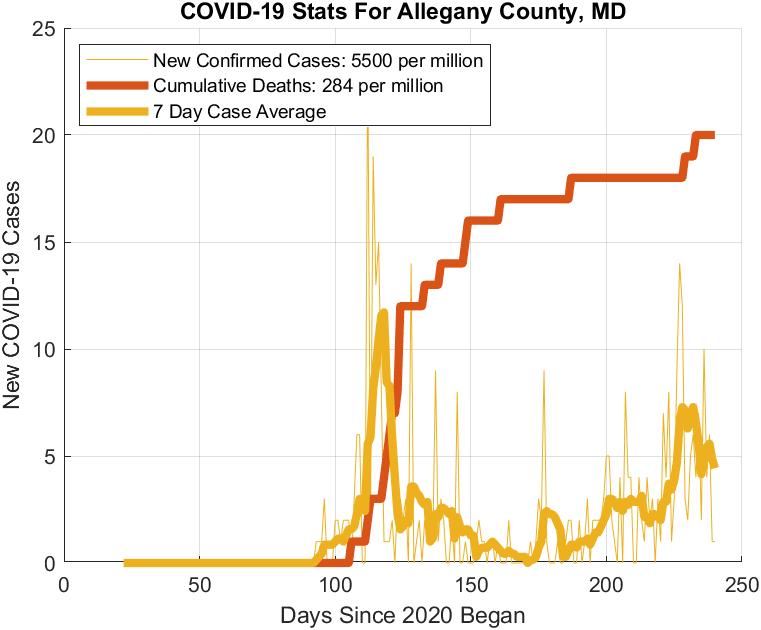 COVID-19 Stats For Allegany County, MD
25
New Confirmed Cases: 5500 per million
Cumulative Deaths: 284 per million
7 Day Case Average
20
15
10
5
0
New COVID-19 Cases
0 50 100 150 200 250
Days Since 2020 Began